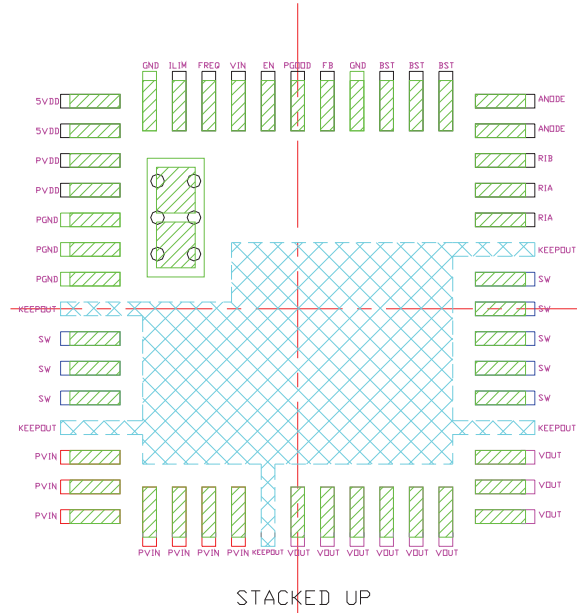 GND ILIM FREQ VIN EN PGOOD FB GND BST BST BST
5VDD ANODE
5VDD ANODE
PVDD RIB
PVDD RIA
PGND RIA
PGND KEEPOUT
PGND SW
KEEPOUT SW
SW SW
SW SW
SW SW
KEEPOUT KEEPOUT
PVIN VOUT
PVIN VOUT
PVIN VOUT
PVIN PVIN PVIN PVIN KEEPOUT VOUT VOUT VOUT VOUT VOUT VOUT
STACKED UP